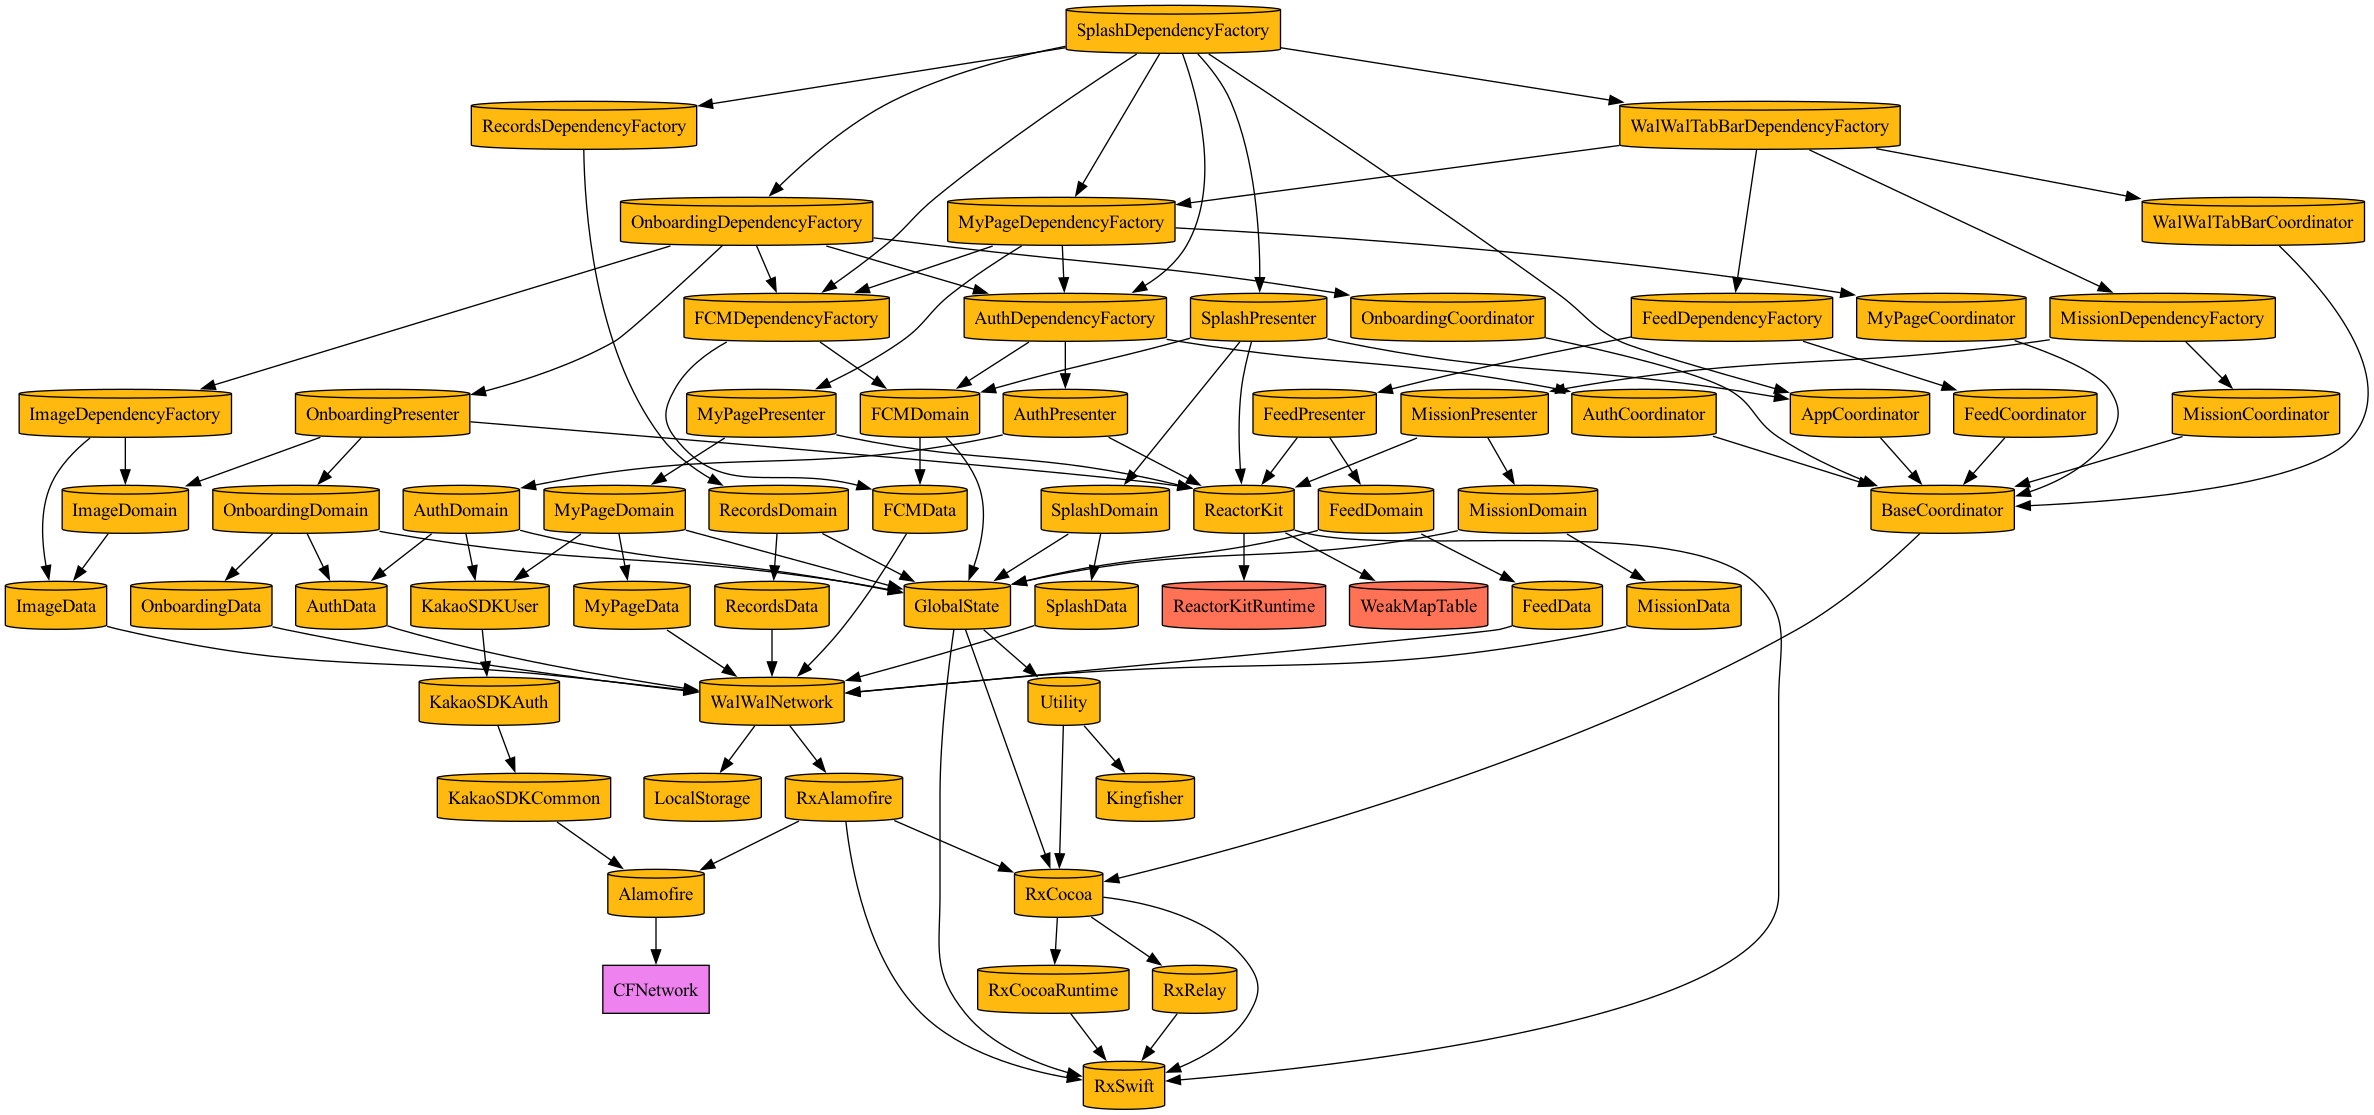 SplashDependencyFactory
RecordsDependencyFactory
WalWalTabBarDependencyFactory
OnboardingDependencyFactory
MyPageDependencyFactory
WalWalTabBarCoordinator
FCMDependencyFactory
AuthDependencyFactory
SplashPresenter
OnboardingCoordinator
FeedDependencyFactory
MyPageCoordinator
MissionDependencyFactory
ImageDependencyFactory
OnboardingPresenter
MyPagePresenter
FCMDomain
AuthPresenter
FeedPresenter
MissionPresenter
AuthCoordinator
AppCoordinator
FeedCoordinator
MissionCoordinator
ImageDomain
OnboardingDomain
AuthDomain
MyPageDomain
RecordsDomain
FCMData
SplashDomain
ReactorKit
FeedDomain
MissionDomain
BaseCoordinator
ImageData
OnboardingData
AuthData
KakaoSDKUser
MyPageData
RecordsData
GlobalState
SplashData
ReactorKitRuntime
WeakMapTable
FeedData
MissionData
KakaoSDKAuth
WalWalNetwork
Utility
KakaoSDKCommon
LocalStorage
RxAlamofire
Kingfisher
Alamofire
RxCocoa
CFNetwork
RxCocoaRuntime
RxRelay
RxSwift